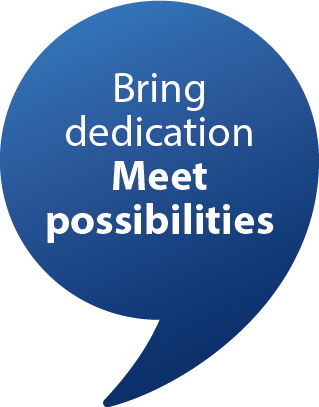 Bring
dedication
Meet
possibilities